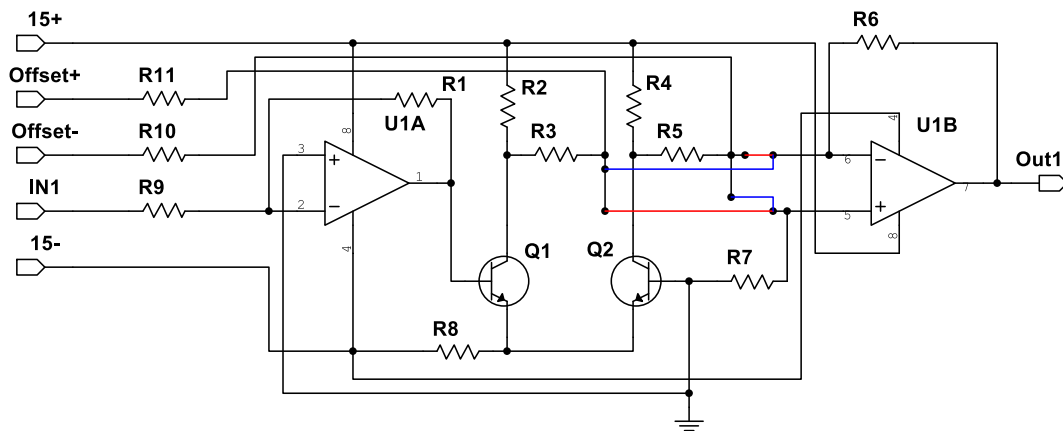 15+
R6
Offset+
R11
R1
R2
R4
U1A
8
4
U1B
Offset-
R10
3
R3
R5
6
1
7
Out1
IN1
R9
2
5
15-
4
8
Q1
Q2
R7
R8